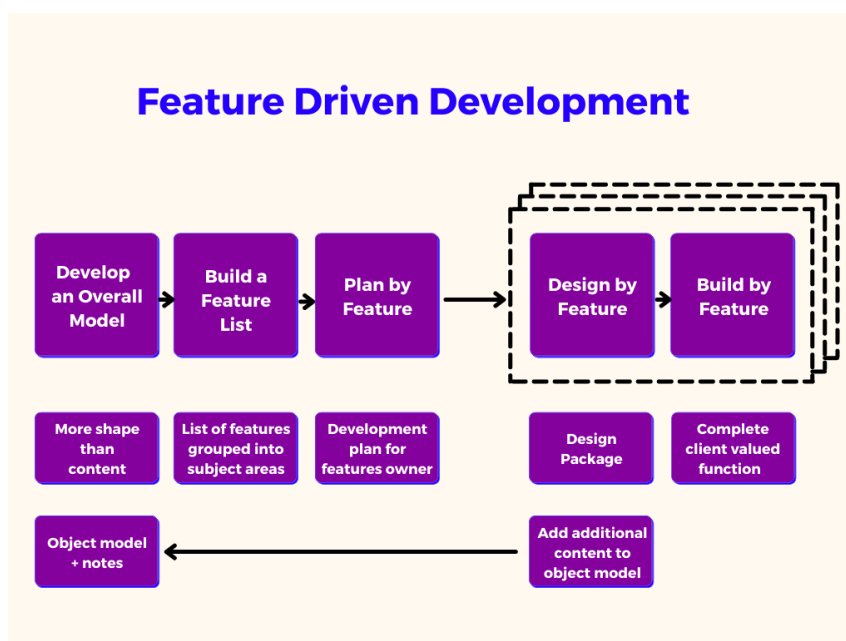 Feature Driven Development
Develop
an Overall
Model
Build a
Feature
List
Plan by
Feature
Design by
Feature
Build by
Feature
More shape
than
content
List of features
grouped into
subject areas
Development
plan for
features owner
Design
Package
Complete
client valued
function
Object model
+ notes
Add additional
content to
object model